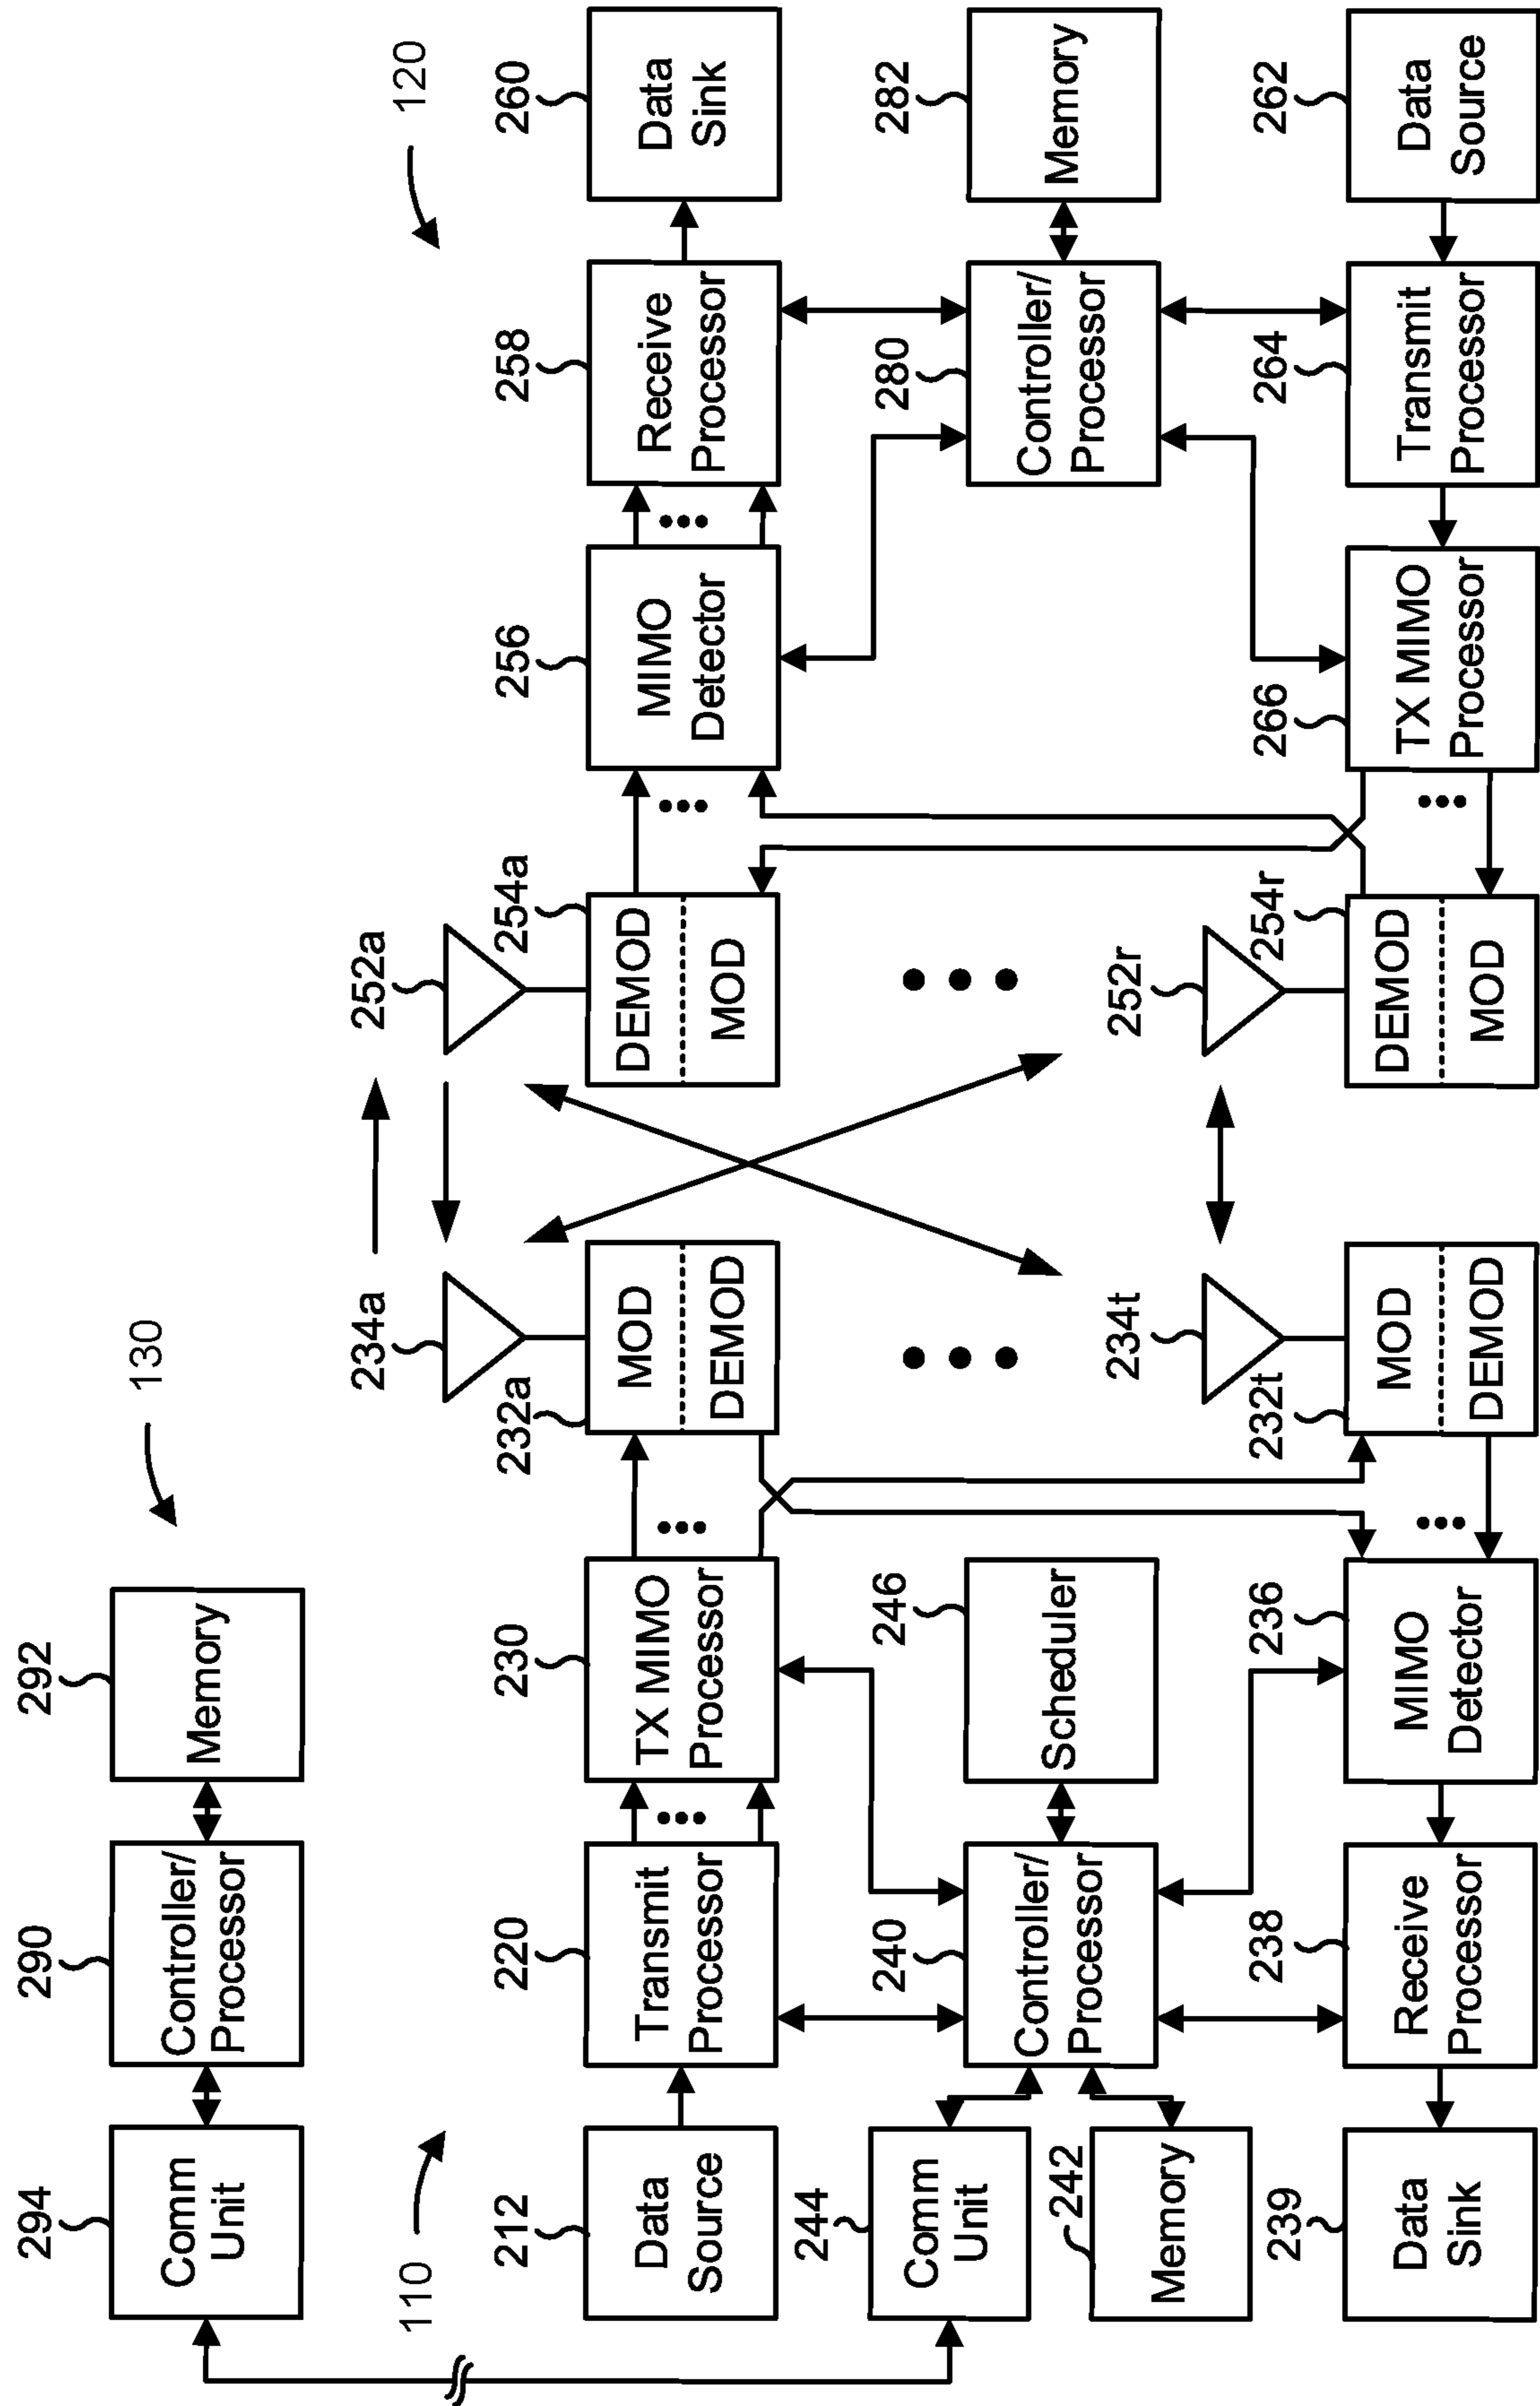 130
294
Comm
Unit
290
Controller/
Processor
292
Memory
110
120
212
Data
Source
220
Transmit
Processor
230
TX MIMO
Processor
232a
MOD
DEMOD
234a
252a
254a
DEMOD
MOD
256
MIMO
Detector
258
Receive
Processor
260
Data
Sink
244
Comm
Unit
242
Memory
240
Controller/
Processor
246
Scheduler
280
Controller/
Processor
282
Memory
239
Data
Sink
238
Receive
Processor
236
MIMO
Detector
232t
MOD
DEMOD
234t
252r
254r
DEMOD
MOD
266
TX MIMO
Processor
264
Transmit
Processor
262
Data
Source